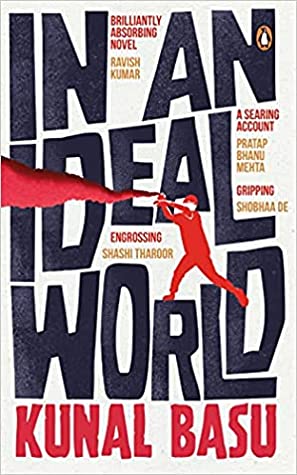 BRILLIANTLY
ABSORBING
NOVEL
RAVISH
KUMAR
IN AN
A SEARING
ACCOUNT
PRATAP
BHANU
MEHTA
IDEAL
GRIPPING
SHOBHAA DE
ENGROSSING
SHASHI THAROOR
WORLD
KUNAL BASU